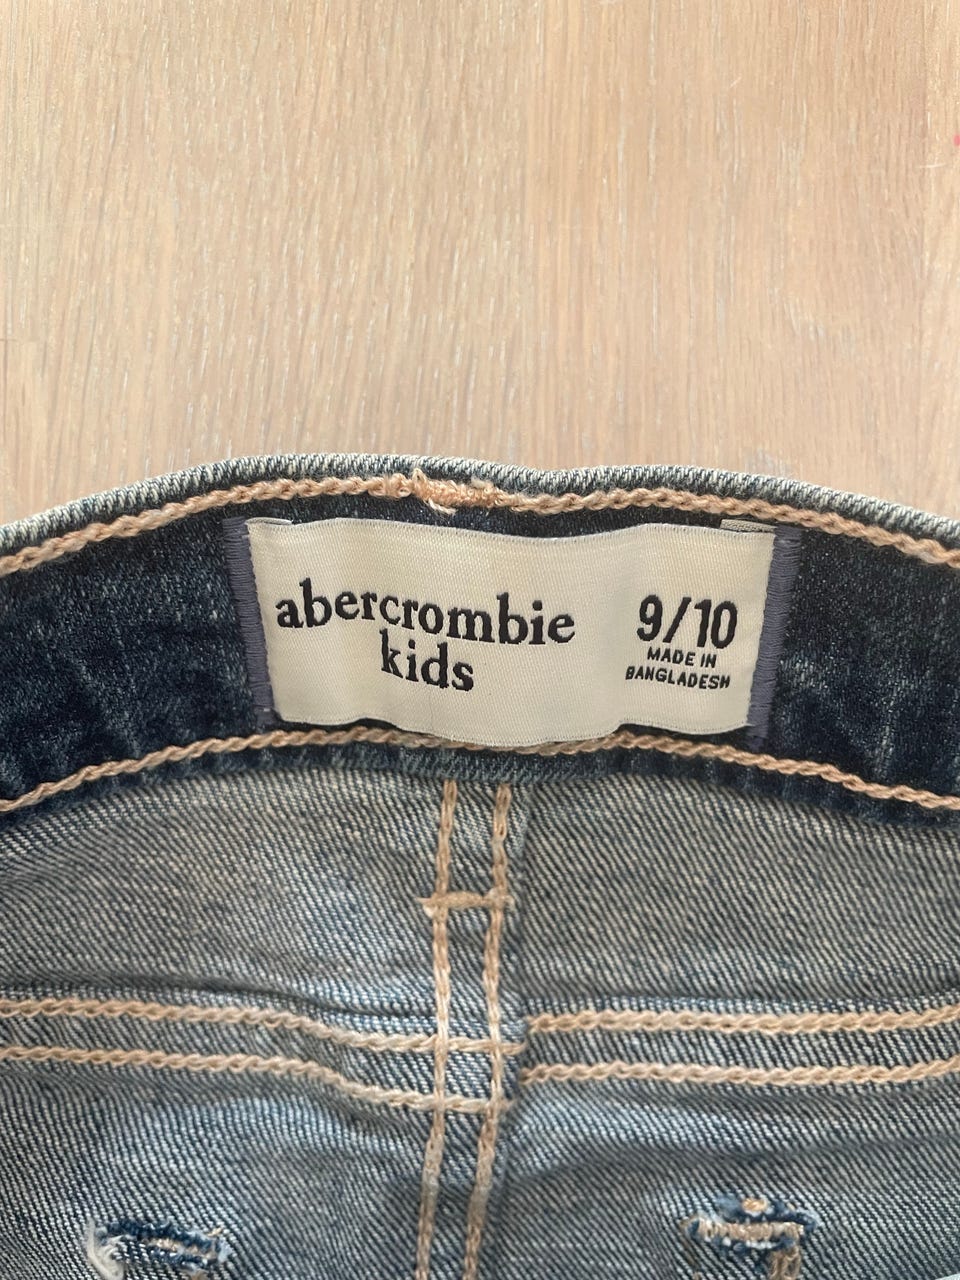 abercrombie
kids
9/10
MADE IN
BANGLADESH